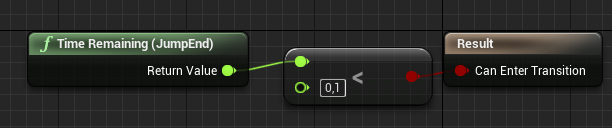 f Time Remaining (JumpEnd)
Return Value
0,1
<
Result
Can Enter Transition